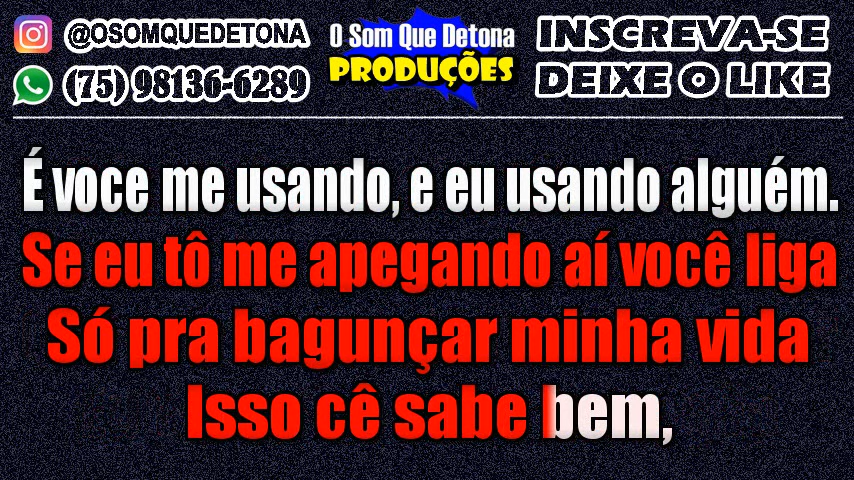 @OSOMQUEDETONA
(75) 98136-6289
O Som Que Detona
PRODUÇÕES
INSCREVA-SE
DEIXE O LIKE
É voce me usando, e eu usando alguém.
Se eu tô me apegando aí você liga
Só pra bagunçar minha vida
Isso cê sabe bem,